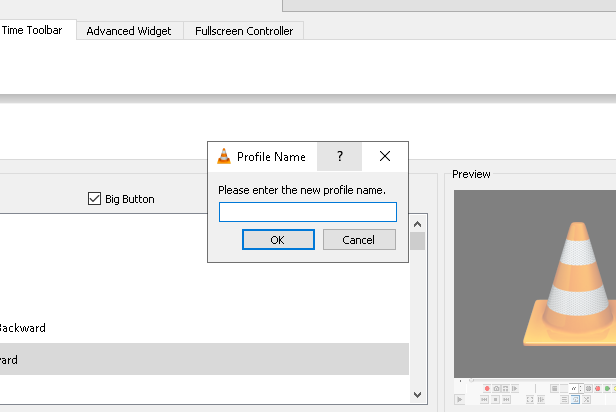 Time Toolbar
Advanced Widget
Fullscreen Controller
Profile Name
?
Please enter the new profile name.
OK
Cancel
Big Button
Preview
Backward